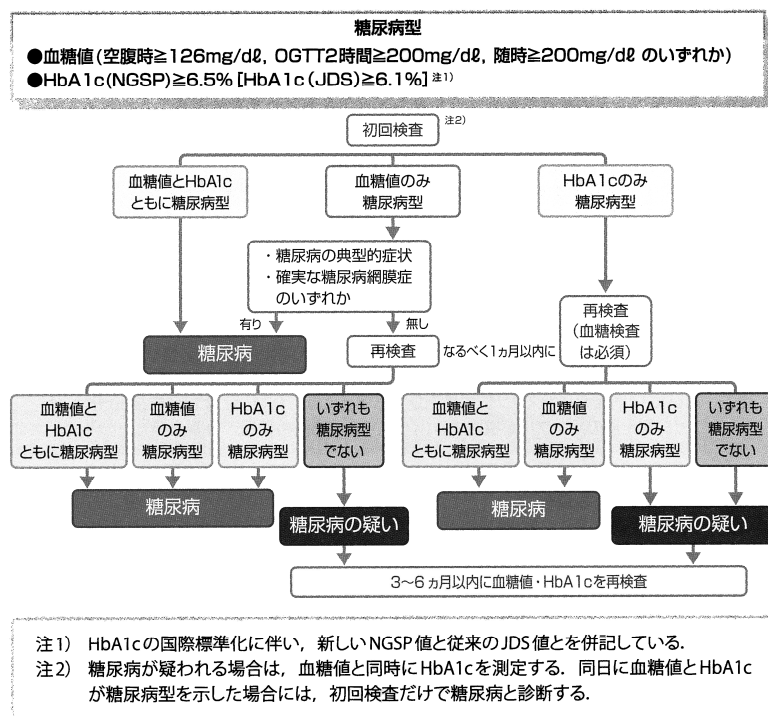 糖尿病型
●血糖値(空腹時≧126mg/dℓ, OGTT2時間≧200mg/dℓ, 随時≧200mg/dℓ のいずれか)
●HbA1c(NGSP)≧6.5% [HbA1c(JDS)≧6.1%] 注1)
初回検査 注2)
血糖値とHbA1c
ともに糖尿病型
血糖値のみ
糖尿病型
HbA1cのみ
糖尿病型
・糖尿病の典型的症状
・確実な糖尿病網膜症
のいずれか
有り
無し
糖尿病
再検査
なるべく1ヵ月以内に
再検査
(血糖検査
は必須)
血糖値と
HbA1c
ともに糖尿病型
血糖値
のみ
糖尿病型
HbA1c
のみ
糖尿病型
いずれも
糖尿病型
でない
血糖値と
HbA1c
ともに糖尿病型
血糖値
のみ
糖尿病型
HbA1c
のみ
糖尿病型
いずれも
糖尿病型
でない
糖尿病
糖尿病の疑い
糖尿病
糖尿病の疑い
3〜6ヵ月以内に血糖値・HbA1cを再検査
注1) HbA1cの国際標準化に伴い，新しいNGSP値と従来のJDS値とを併記している．
注2) 糖尿病が疑われる場合は，血糖値と同時にHbA1cを測定する．同日に血糖値とHbA1c
が糖尿病型を示した場合には，初回検査だけで糖尿病と診断する．